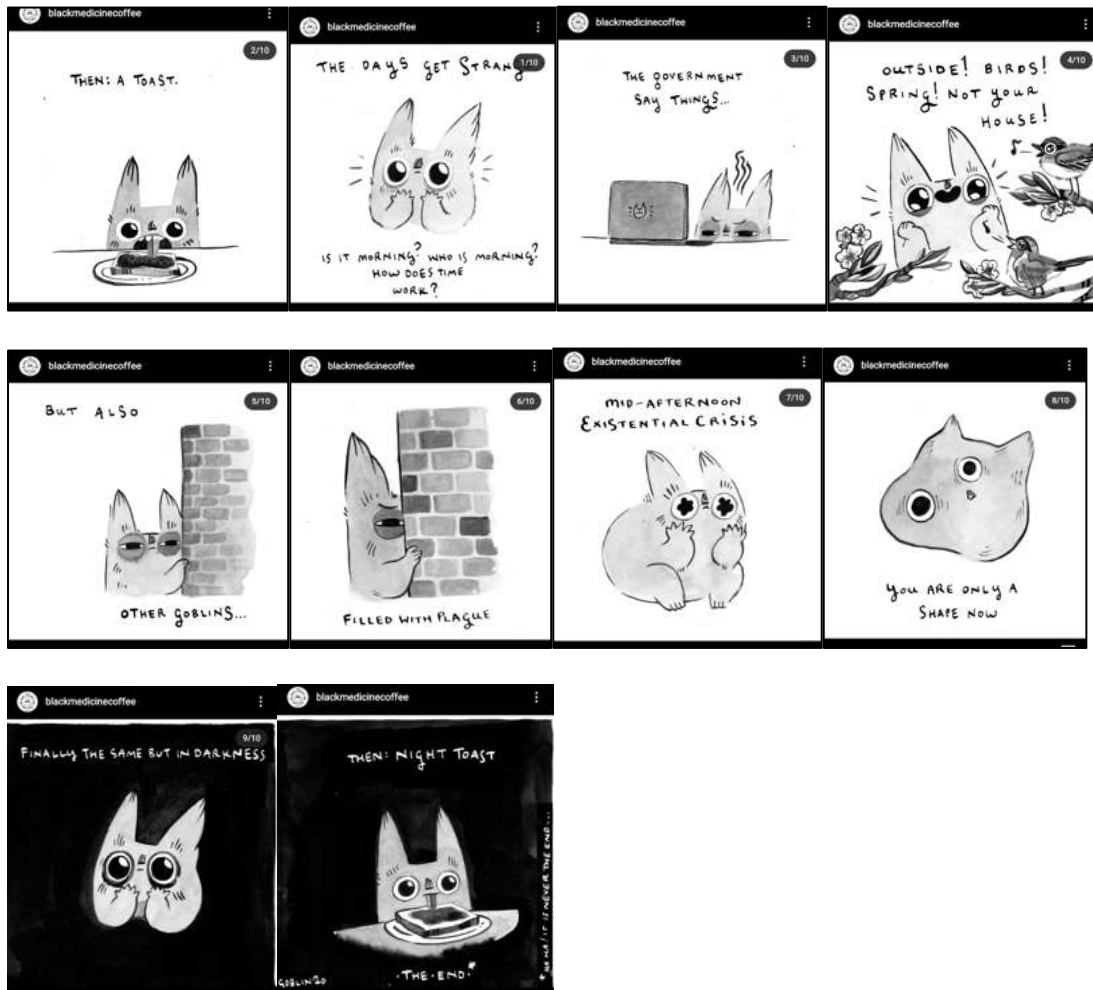 blackmedicinecoffee
2/10
THEN: A TOAST.
blackmedicinecoffee
1/10
THE DAYS GET STRANG
IS IT MORNING? WHO IS MORNING?
HOW DOES TIME
WORK?
blackmedicinecoffee
3/10
THE GOVERNMENT
SAY THINGS...
blackmedicinecoffee
4/10
OUTSIDE! BIRDS!
SPRING! NOT YOUR
HOUSE!
blackmedicinecoffee
5/10
BUT ALSO
OTHER GOBLINS...
blackmedicinecoffee
6/10
FILLED WITH PLAGUE
blackmedicinecoffee
7/10
MID-AFTERNOON
EXISTENTIAL CRISIS
blackmedicinecoffee
8/10
YOU ARE ONLY A
SHAPE NOW
blackmedicinecoffee
9/10
FINALLY THE SAME BUT IN DARKNESS
blackmedicinecoffee
THEN: NIGHT TOAST
·THE·END·*
*HA HA! IT IS NEVER THE END...
GOBLIN20